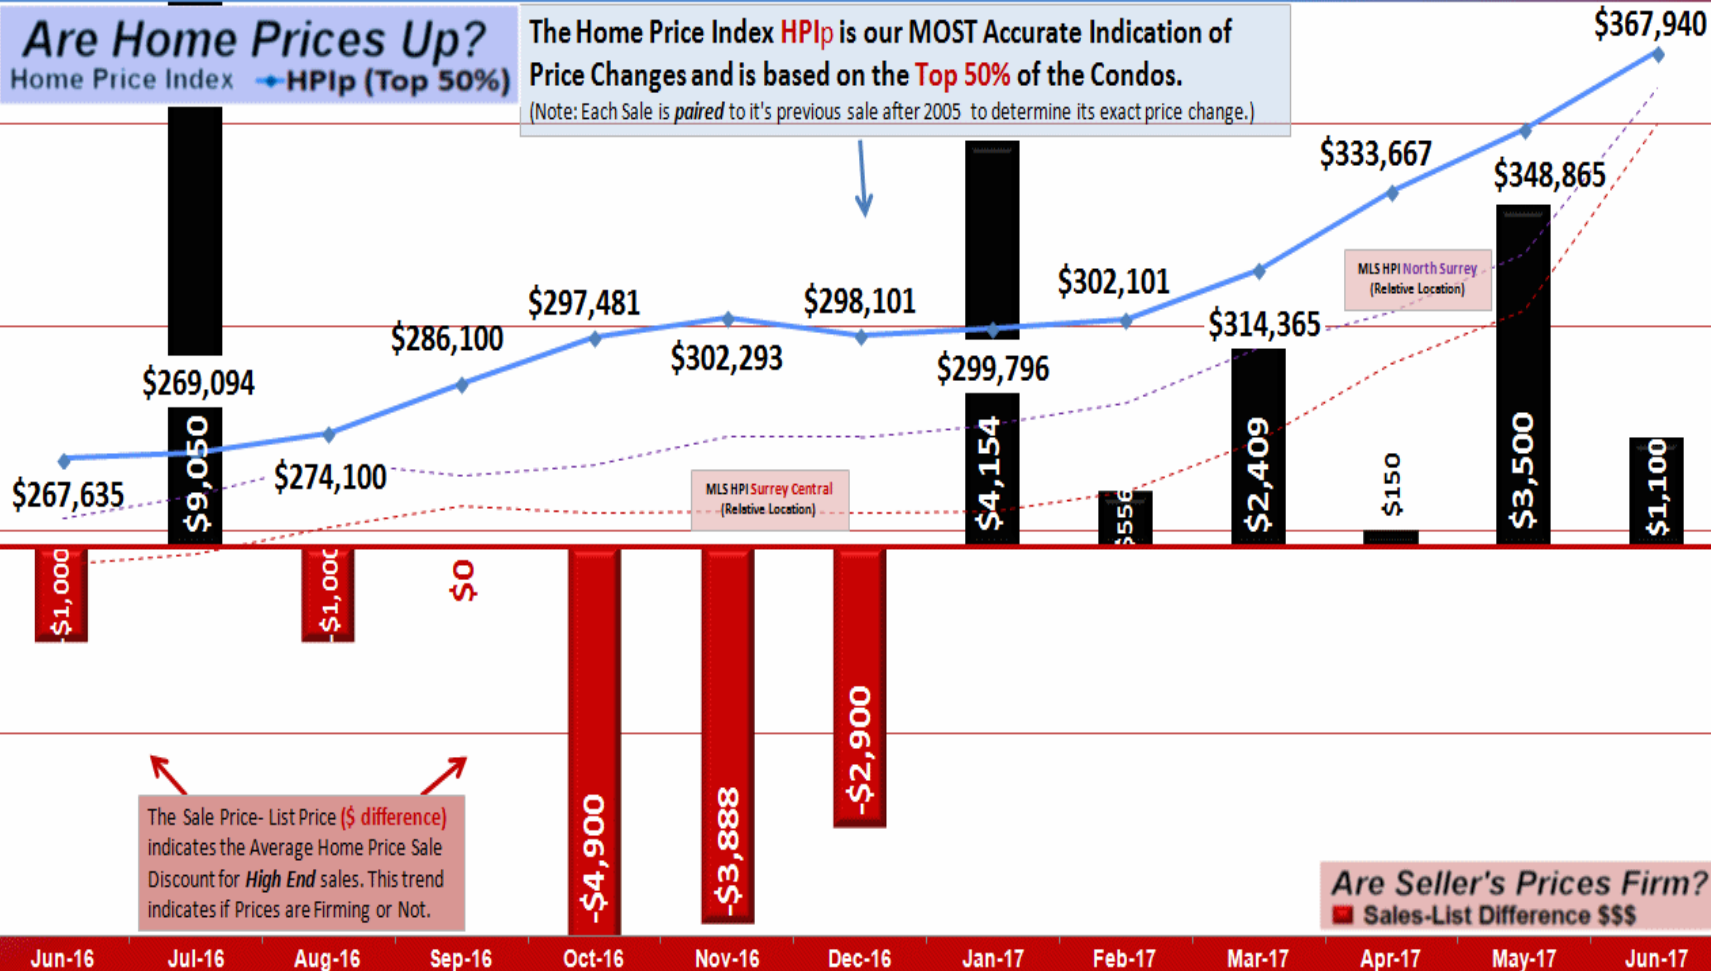 Are Home Prices Up?
Home Price Index HPIp (Top 50%)
The Home Price Index HPIp is our MOST Accurate Indication of
Price Changes and is based on the Top 50% of the Condos.
(Note: Each Sale is paired to it's previous sale after 2005 to determine its exact price change.)
$367,940
$333,667
$348,865
MLS HPI North Surrey
(Relative Location)
$297,481
$298,101
$302,101
$286,100
$302,293
$314,365
$269,094
$299,796
$267,635
$274,100
MLS HPI Surrey Central
(Relative Location)
-$1,000
$9,050
-$1,000
$0
-$4,900
-$3,888
-$2,900
$4,154
$556
$2,409
$150
$3,500
$1,100
The Sale Price- List Price ($ difference)
indicates the Average Home Price Sale
Discount for High End sales. This trend
indicates if Prices are Firming or Not.
Are Seller's Prices Firm?
Sales-List Difference $$$
Jun-16 Jul-16 Aug-16 Sep-16 Oct-16 Nov-16 Dec-16 Jan-17 Feb-17 Mar-17 Apr-17 May-17 Jun-17